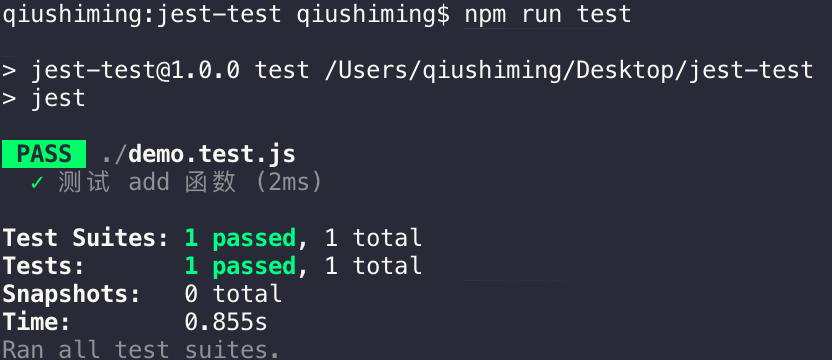 qiushiming:jest-test qiushiming$ npm run test
> jest-test@1.0.0 test /Users/qiushiming/Desktop/jest-test
> jest
PASS ./demo.test.js
✓ 测试 add 函数 (2ms)
Test Suites: 1 passed, 1 total
Tests: 1 passed, 1 total
Snapshots: 0 total
Time: 0.855s
Ran all test suites.